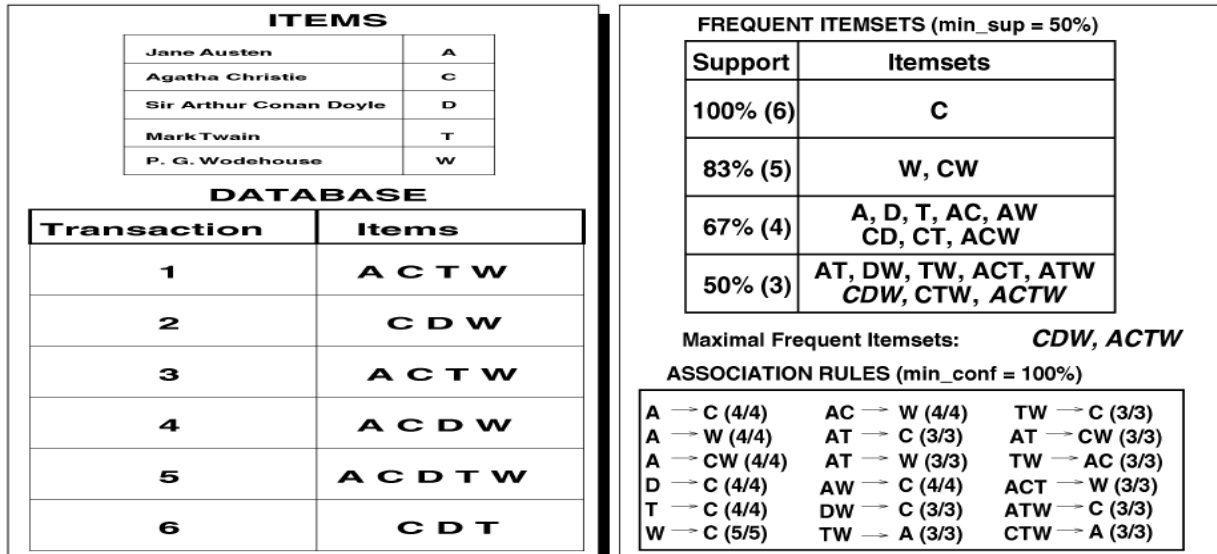 ITEMS
Jane Austen A
Agatha Christie C
Sir Arthur Conan Doyle D
Mark Twain T
P. G. Wodehouse W
DATABASE
Transaction Items
1 A C T W
2 C D W
3 A C T W
4 A C D W
5 A C D T W
6 C D T
FREQUENT ITEMSETS (min_sup = 50%)
Support Itemsets
100% (6) C
83% (5) W, CW
67% (4) A, D, T, AC, AW
CD, CT, ACW
50% (3) AT, DW, TW, ACT, ATW
CDW, CTW, ACTW
Maximal Frequent Itemsets: CDW, ACTW
ASSOCIATION RULES (min_conf = 100%)
A → C (4/4) AC → W (4/4) TW → C (3/3)
A → W (4/4) AT → C (3/3) AT → CW (3/3)
A → CW (4/4) AT → W (3/3) TW → AC (3/3)
D → C (4/4) AW → C (4/4) ACT → W (3/3)
T → C (4/4) DW → C (3/3) ATW → C (3/3)
W → C (5/5) TW → A (3/3) CTW → A (3/3)